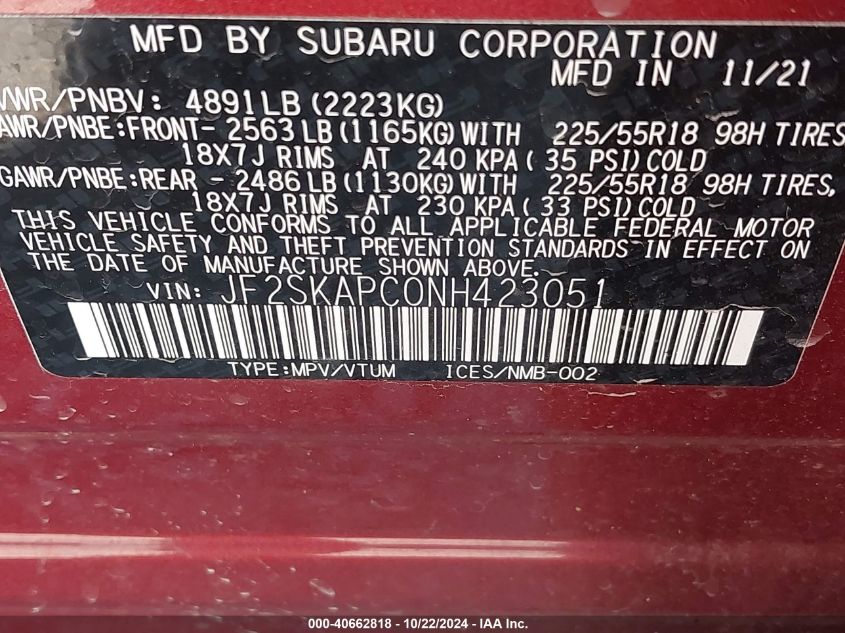 MFD BY SUBARU CORPORATION
MFD IN 11/21
VWR/PNBV: 4891LB (2223KG)
AWR/PNBE:FRONT- 2563 LB(1165KG)WITH 225/55R18 98H TIRES
18X7J RIMS AT 240 KPA( 35 PSI)COLD
GAWR/PNBE:REAR - 2486 LB(1130KG)WITH 225/55R18 98H TIRES,
18X7J RIMS AT 230 KPA( 33 PSI)COLD
THIS VEHICLE CONFORMS TO ALL APPLICABLE FEDERAL MOTOR
VEHICLE SAFETY AND THEFT PREVENTION STANDARDS IN EFFECT ON
THE DATE OF MANUFACTURE SHOWN ABOVE.
VIN: JF2SKAPC0NH423051
TYPE:MPV/VTUM ICES/NMB-002
000-40662818 - 10/22/2024 - IAA Inc.